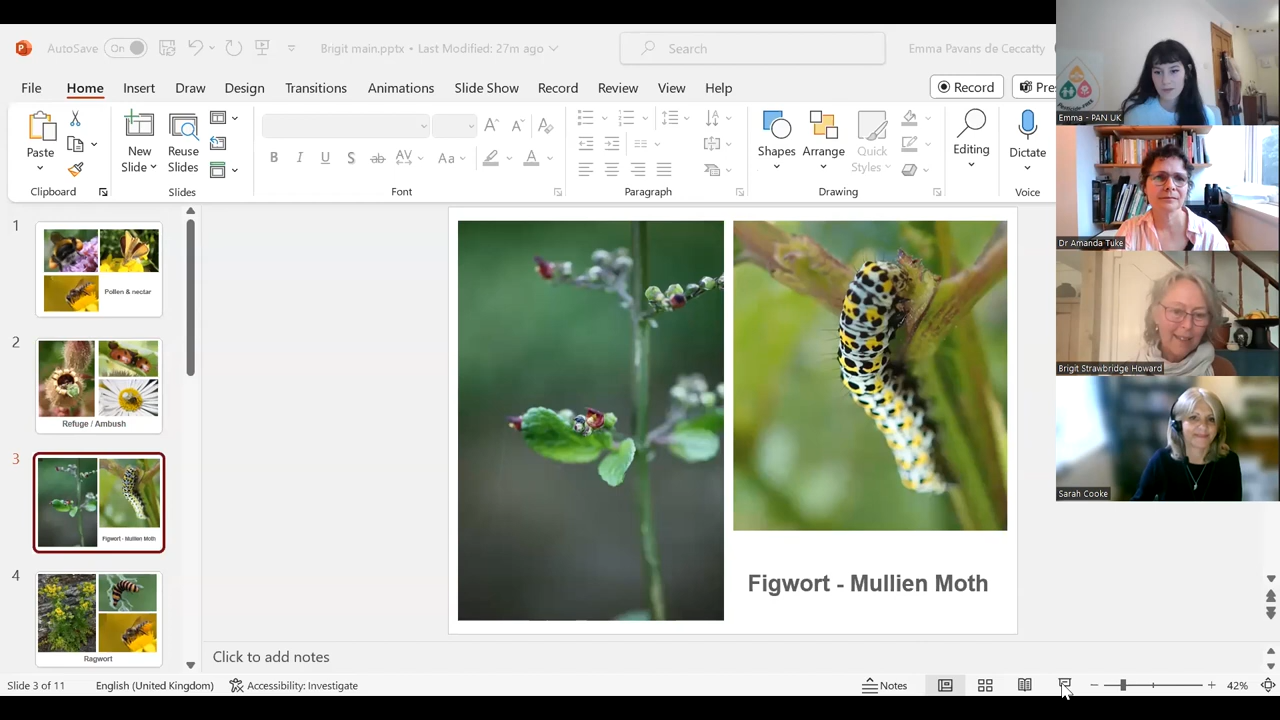 AutoSave On
Brigit main.pptx • Last Modified: 27m ago
Search
Emma Pavans de Ceccatty
File Home Insert Draw Design Transitions Animations Slide Show Record Review View Help
Record
Pres
Paste
New
Slide
Reuse
Slides
B I U S ab AV Aa A
Shapes
Arrange
Quick
Styles
Editing
Dictate
Clipboard
Slides
Font
Paragraph
Drawing
Voice
1
Pollen & nectar
2
Refuge / Ambush
3
Figwort - Mullien Moth
4
Ragwort
Figwort - Mullien Moth
Click to add notes
Slide 3 of 11
English (United Kingdom)
Accessibility: Investigate
Notes
42%
Emma - PAN UK
Dr Amanda Tuke
Brigit Strawbridge Howard
Sarah Cooke